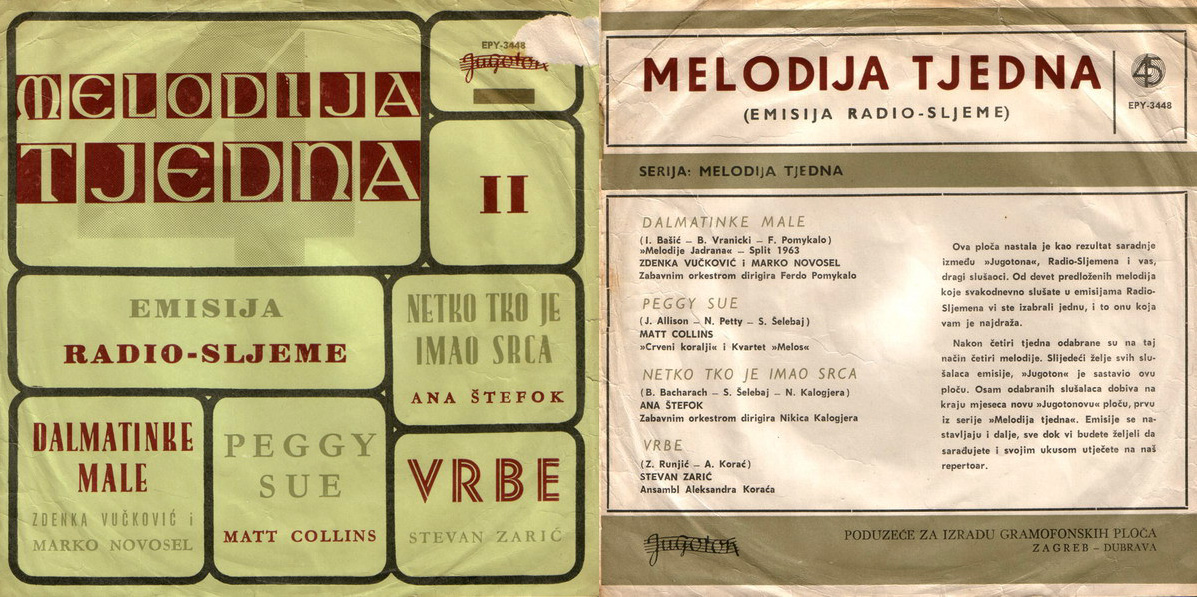 MELODIJA
TJEDNA
EPY-3448
Jugoton
II
EMISIJA
RADIO-SLJEME
NETKO TKO JE
IMAO SRCA
ANA ŠTEFOK
DALMATINKE
MALE
ZDENKA VUČKOVIĆ i
MARKO NOVOSEL
PEGGY
SUE
MATT COLLINS
VRBE
STEVAN ZARIĆ
MELODIJA TJEDNA
(EMISIJA RADIO-SLJEME)
45
EPY-3448
SERIJA: MELODIJA TJEDNA
DALMATINKE MALE
(I. Bašić – B. Vranicki – F. Pomykalo)
»Melodije Jadrana« – Split 1963
ZDENKA VUČKOVIĆ i MARKO NOVOSEL
Zabavnim orkestrom dirigira Ferdo Pomykalo
PEGGY SUE
(J. Allison – N. Petty – S. Šelebaj)
MATT COLLINS
»Crveni koralji« i Kvartet »Melos«
NETKO TKO JE IMAO SRCA
(B. Bacharach – S. Šelebaj – N. Kalogjera)
ANA ŠTEFOK
Zabavnim orkestrom dirigira Nikica Kalogjera
VRBE
(Z. Runjić – A. Korać)
STEVAN ZARIĆ
Ansambl Aleksandra Koraća
Ova ploča nastala je kao rezultat saradnje
između »Jugotona«, Radio-Sljemena i vas,
dragi slušaoci. Od devet predloženih melodija
koje svakodnevno slušate u emisijama Radio-
Sljemena vi ste izabrali jednu, i to onu koja
vam je najdraža.
Nakon četiri tjedna odabrane su na taj
način četiri melodije. Slijedeći želje svih slu-
šalaca emisije, »Jugoton« je sastavio ovu
ploču. Osam odabranih slušalaca dobiva na
kraju mjeseca novu »Jugotonovu« ploču, prvu
iz serije »Melodija tjedna«. Emisije se na-
stavljaju i dalje, sve dok vi budete željeli da
sarađujete i svojim ukusom utječete na naš
repertoar.
Jugoton
PODUZEĆE ZA IZRADU GRAMOFONSKIH PLOČA
ZAGREB – DUBRAVA